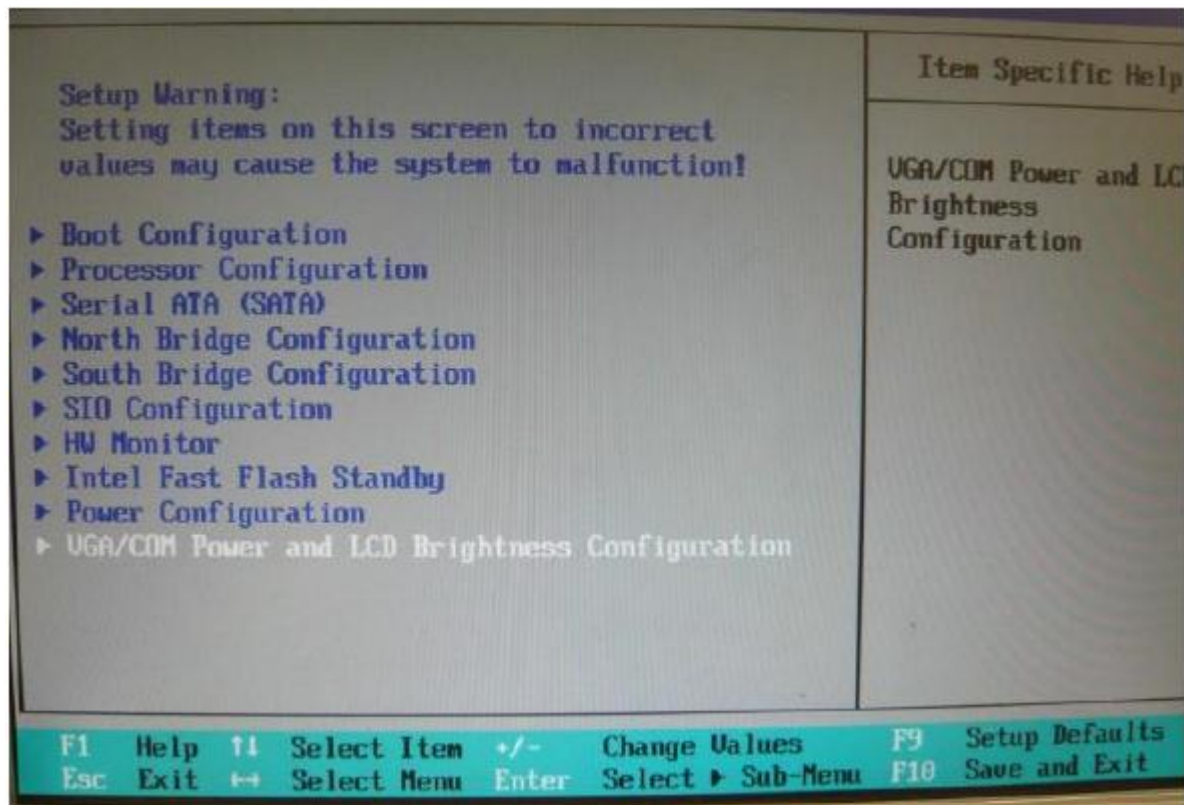 Setup Warning:
Setting items on this screen to incorrect
values may cause the system to malfunction!
▶ Boot Configuration
▶ Processor Configuration
▶ Serial ATA (SATA)
▶ North Bridge Configuration
▶ South Bridge Configuration
▶ SIO Configuration
▶ HW Monitor
▶ Intel Fast Flash Standby
▶ Power Configuration
▶ VGA/COM Power and LCD Brightness Configuration
Item Specific Help
VGA/COM Power and LC
Brightness
Configuration
F1 Help ↑↓ Select Item +/- Change Values F9 Setup Defaults
Esc Exit ↔ Select Menu Enter Select ▶ Sub-Menu F10 Save and Exit